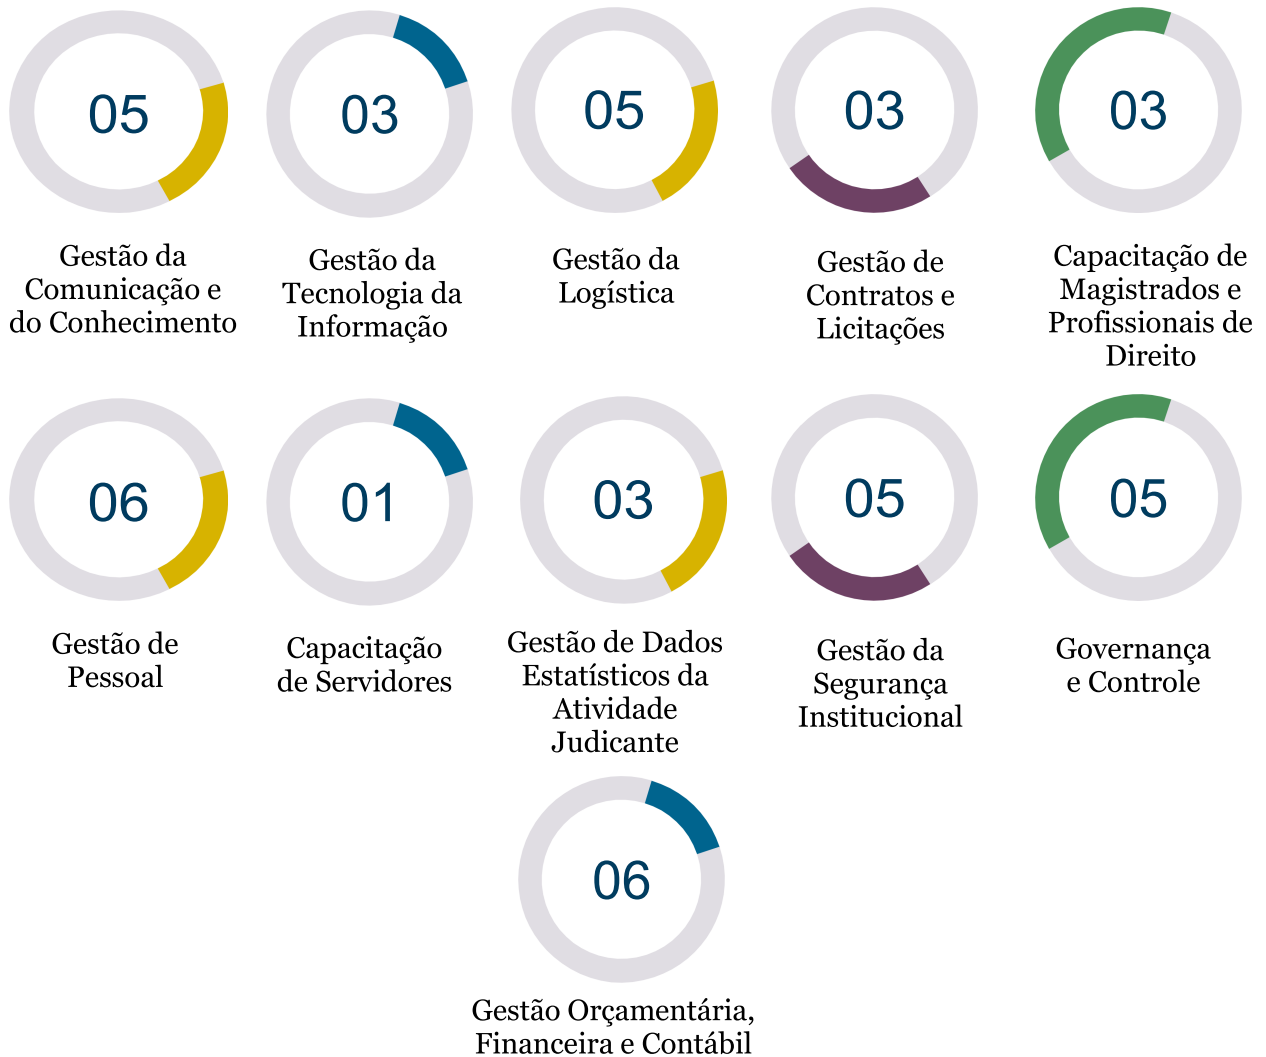 05
Gestão da
Comunicação e
do Conhecimento
03
Gestão da
Tecnologia da
Informação
05
Gestão da
Logística
03
Gestão de
Contratos e
Licitações
03
Capacitação de
Magistrados e
Profissionais de
Direito
06
Gestão de
Pessoal
01
Capacitação
de Servidores
03
Gestão de Dados
Estatísticos da
Atividade
Judicante
05
Gestão da
Segurança
Institucional
05
Governança
e Controle
06
Gestão Orçamentária,
Financeira e Contábil